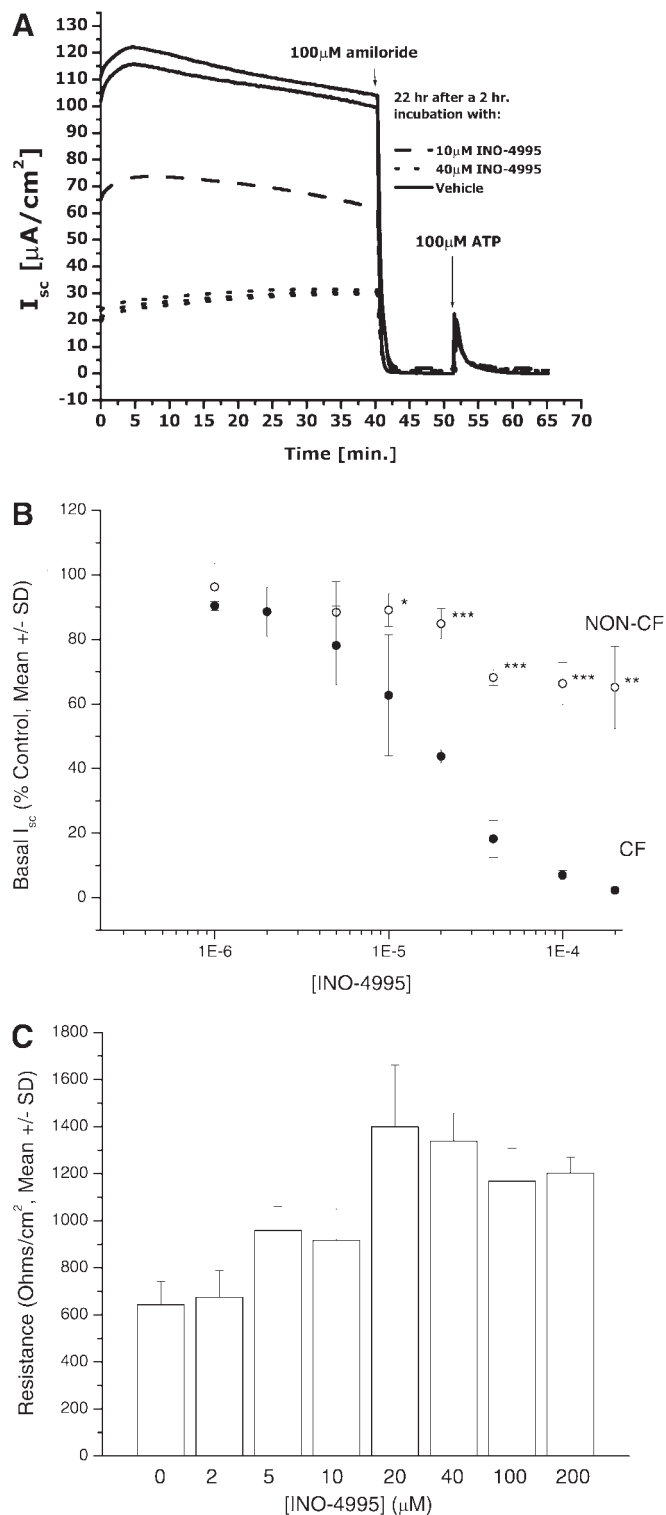 A
135
130
120
110
100
90
80
70
60
50
40
30
20
10
0
-10
Isc [µA/cm²]
100µM amiloride
22 hr after a 2 hr.
incubation with:
10µM INO-4995
40µM INO-4995
Vehicle
100µM ATP
0 5 10 15 20 25 30 35 40 45 50 55 60 65 70
Time [min.]
B
120
100
80
60
40
20
0
Basal Isc (% Control, Mean +/- SD)
*
***
***
***
**
NON-CF
CF
1E-6 1E-5 1E-4
[INO-4995]
C
1800
1600
1400
1200
1000
800
600
400
200
0
Resistance (Ohms/cm², Mean +/- SD)
0 2 5 10 20 40 100 200
[INO-4995] (µM)